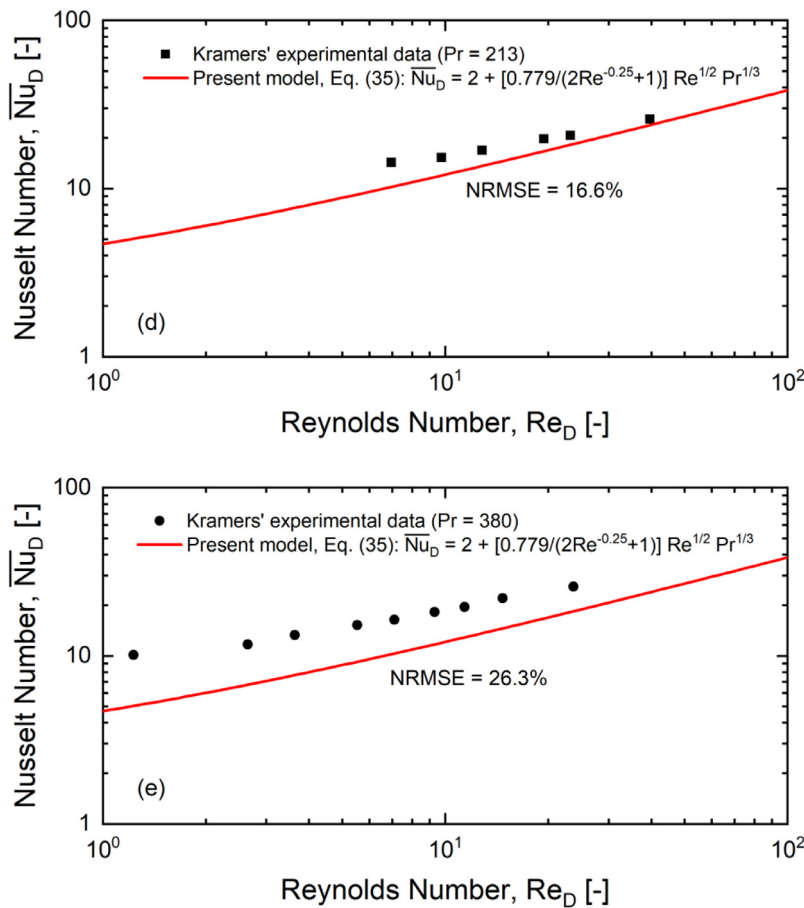 100
Kramers' experimental data (Pr = 213)
Present model, Eq. (35): N̅u̅_D = 2 + [0.779/(2Re^-0.25+1)] Re^1/2 Pr^1/3
10
NRMSE = 16.6%
(d)
1
10^0 10^1 10^2
Nusselt Number, N̅u̅_D [-]
Reynolds Number, Re_D [-]
100
Kramers' experimental data (Pr = 380)
Present model, Eq. (35): N̅u̅_D = 2 + [0.779/(2Re^-0.25+1)] Re^1/2 Pr^1/3
10
NRMSE = 26.3%
(e)
1
10^0 10^1 10^2
Nusselt Number, N̅u̅_D [-]
Reynolds Number, Re_D [-]